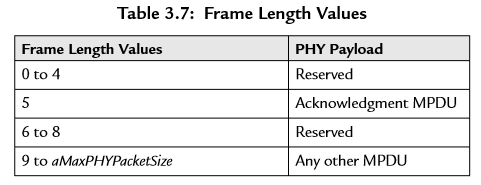 Table 3.7: Frame Length Values
Frame Length Values PHY Payload
0 to 4 Reserved
5 Acknowledgment MPDU
6 to 8 Reserved
9 to aMaxPHYPacketSize Any other MPDU